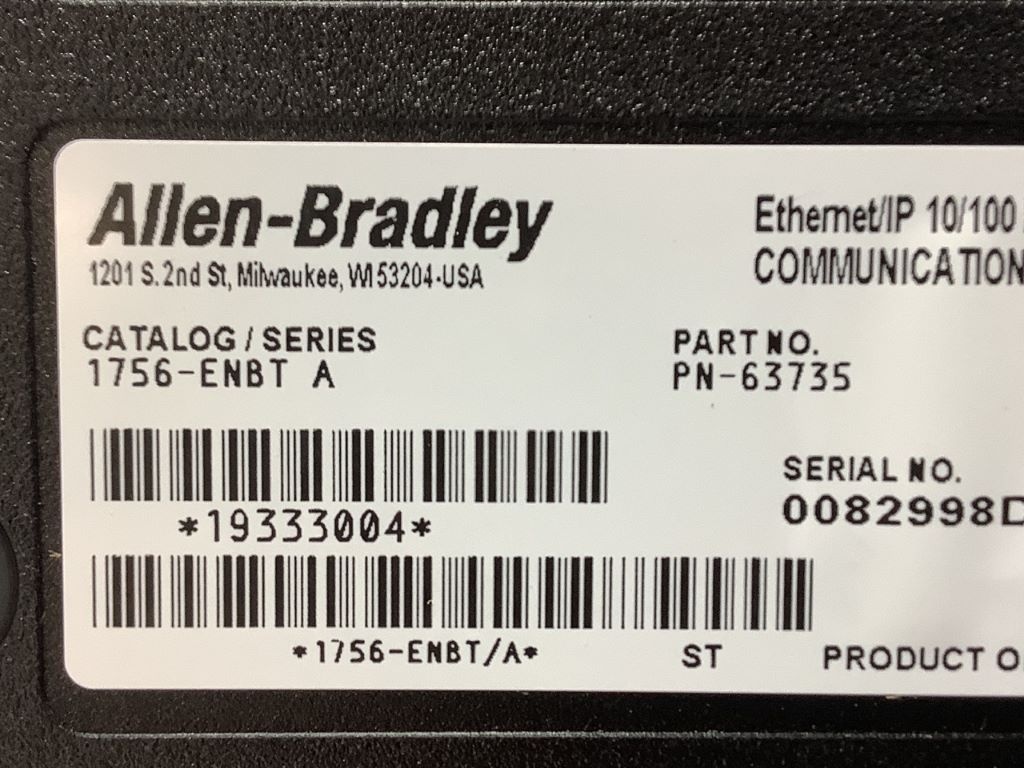 Allen-Bradley
1201 S. 2nd St, Milwaukee, WI 53204-USA
Ethernet/IP 10/100
COMMUNICATION
CATALOG / SERIES
1756-ENBT A
PART NO.
PN-63735
SERIAL NO.
0082998D
*19333004*
*1756-ENBT/A*
ST
PRODUCT O